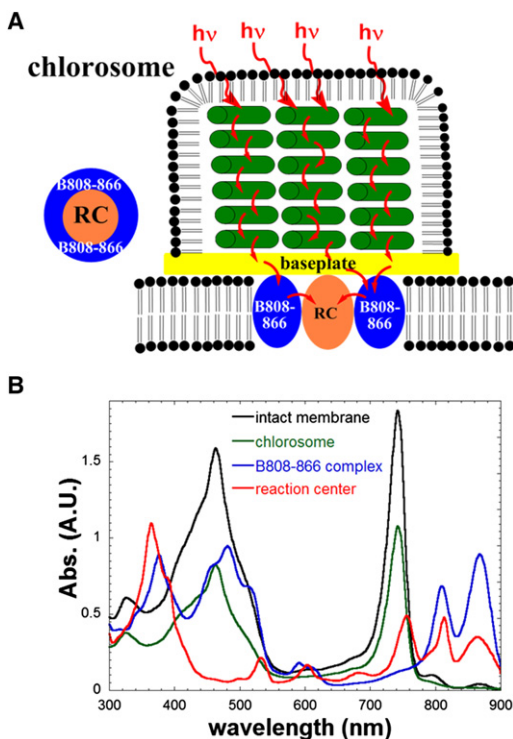 A
hν hν hν hν
chlorosome
B808-866
RC
B808-866
baseplate
B808-
866
RC
B808-
866
B
intact membrane
chlorosome
B808-866 complex
reaction center
Abs. (A.U.)
1.5
1
0.5
0
300 400 500 600 700 800 900
wavelength (nm)